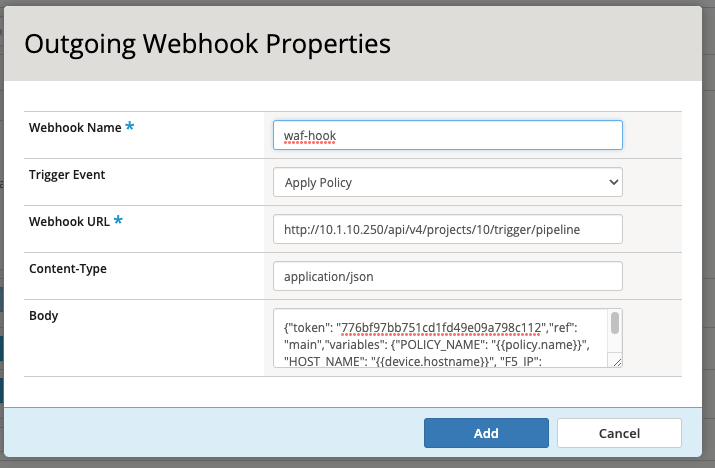 Outgoing Webhook Properties
Webhook Name *
waf-hook
Trigger Event
Apply Policy
Webhook URL *
http://10.1.10.250/api/v4/projects/10/trigger/pipeline
Content-Type
application/json
Body
{"token": "776bf97bb751cd1fd49e09a798c112","ref":
"main","variables": {"POLICY_NAME": "{{policy.name}}",
"HOST_NAME": "{{device.hostname}}", "F5_IP":
Add
Cancel